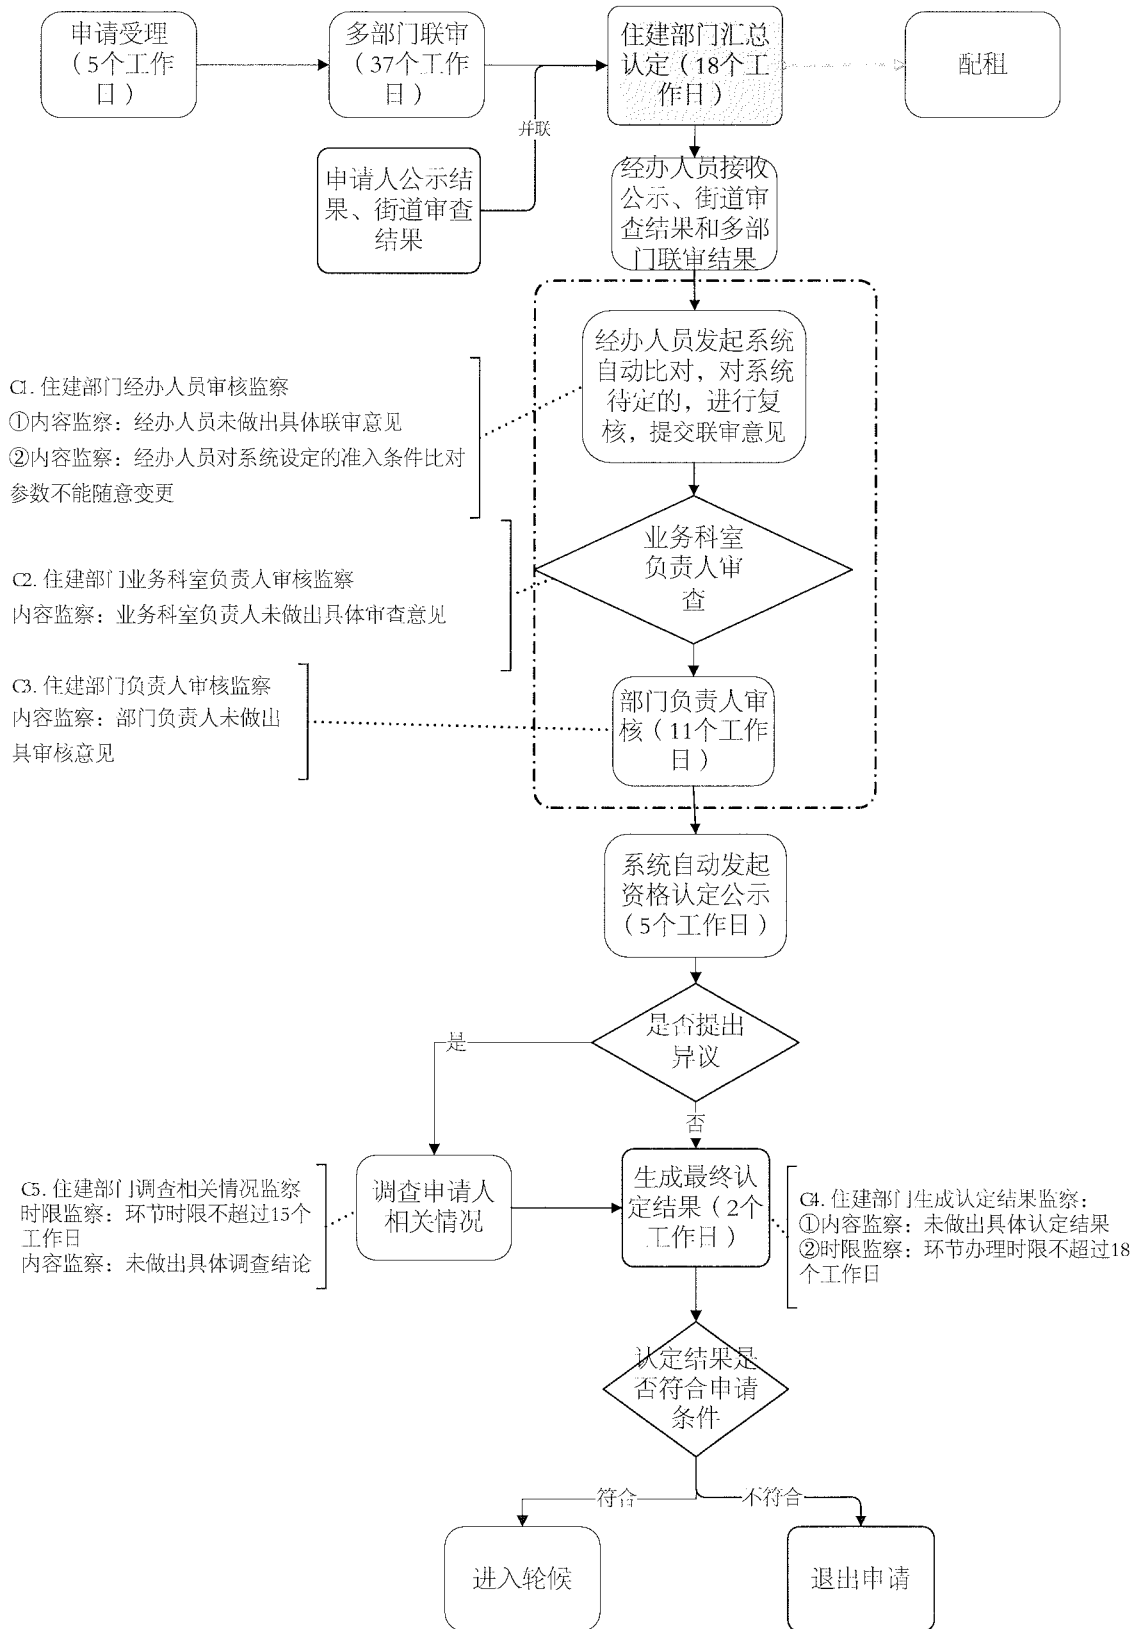 申请受理
（5个工作
日）
多部门联审
（37个工作
日）
住建部门汇总
认定（18个工
作日）
配租
并联
申请人公示结
果、街道审查
结果
经办人员接收
公示、街道审
查结果和多部
门联审结果
经办人员发起系统
自动比对，对系统
待定的，进行复
核，提交联审意见
C1. 住建部门经办人员审核监察
①内容监察：经办人员未做出具体联审意见
②内容监察：经办人员对系统设定的准入条件比对
参数不能随意变更
业务科室
负责人审
查
C2. 住建部门业务科室负责人审核监察
内容监察：业务科室负责人未做出具体审查意见
C3. 住建部门负责人审核监察
内容监察：部门负责人未做出
具审核意见
部门负责人审
核（11个工作
日）
系统自动发起
资格认定公示
（5个工作日）
是否提出
异议
是
否
C5. 住建部门调查相关情况监察
时限监察：环节时限不超过15个
工作日
内容监察：未做出具体调查结论
调查申请人
相关情况
生成最终认
定结果（2个
工作日）
C4. 住建部门生成认定结果监察：
①内容监察：未做出具体认定结果
②时限监察：环节办理时限不超过18
个工作日
认定结果是
否符合申请
条件
符合
不符合
进入轮候
退出申请